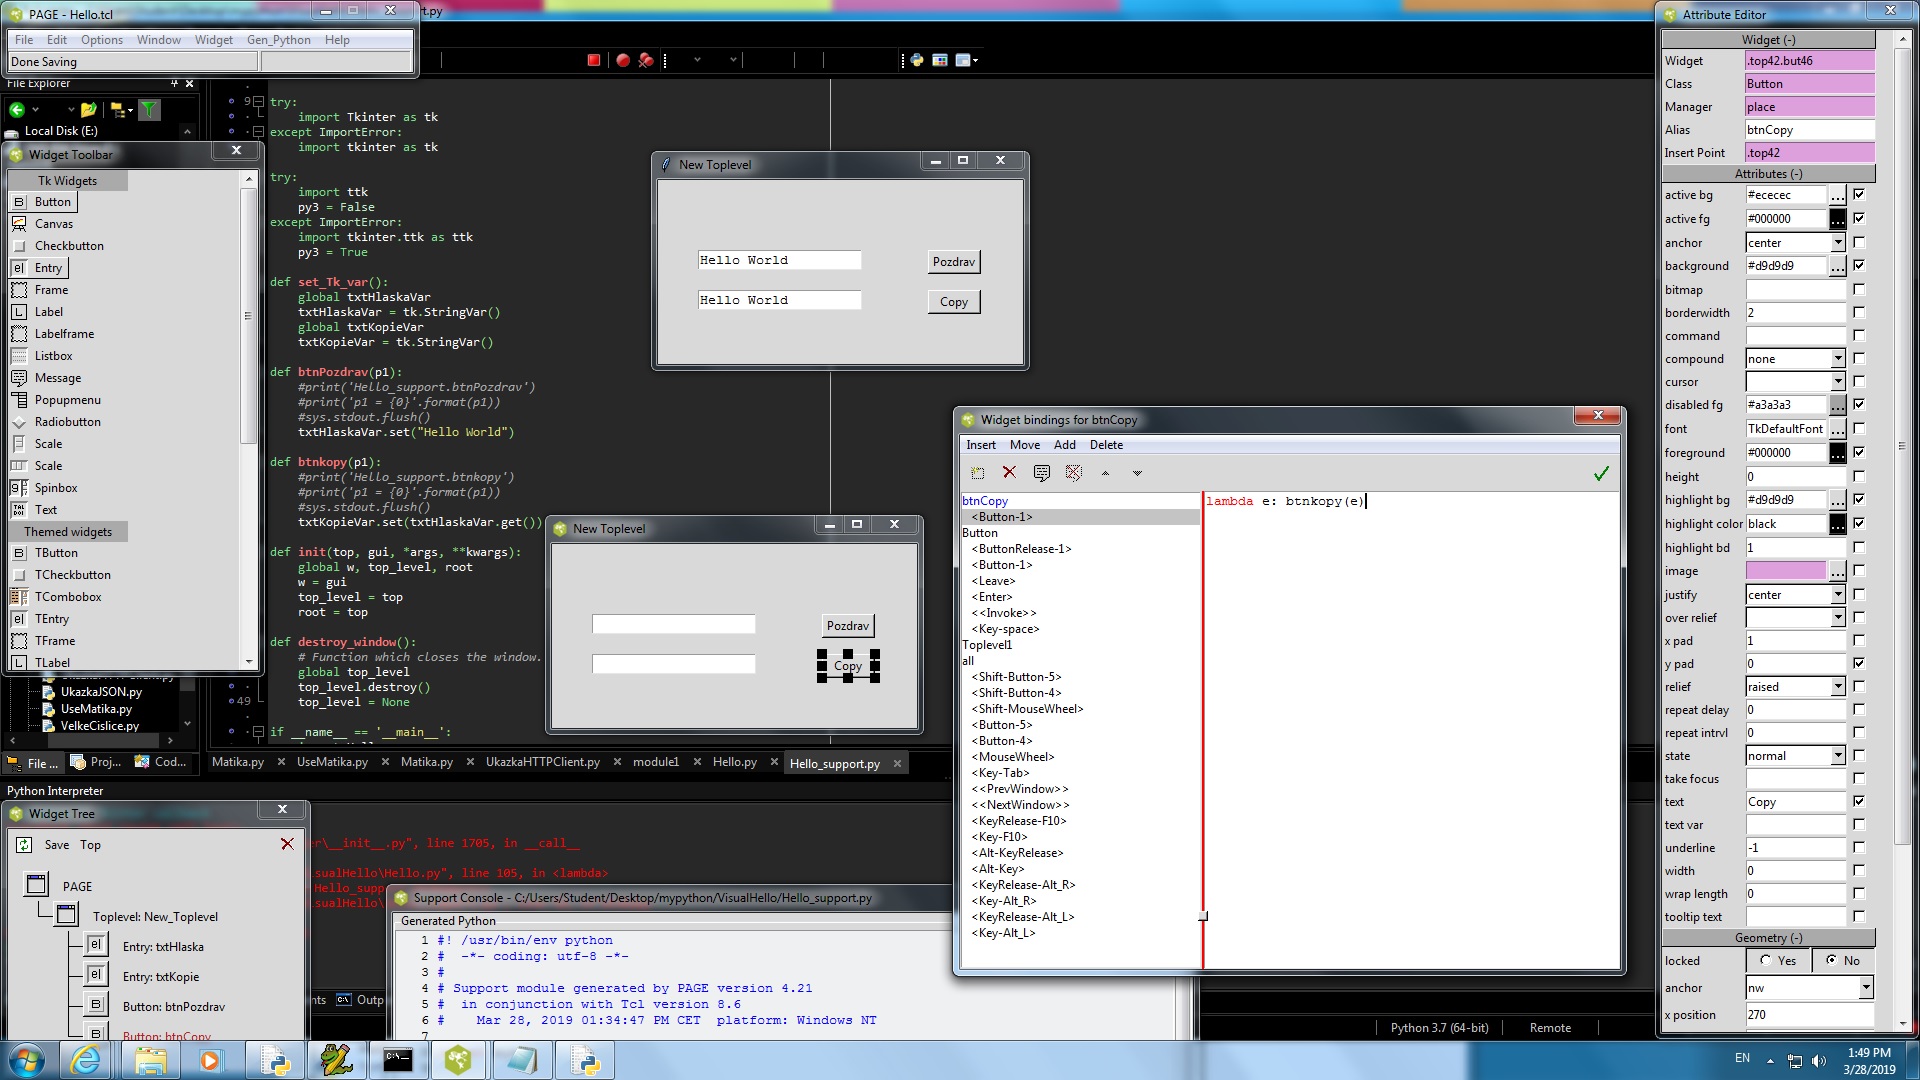 PAGE - Hello.tcl
File Edit Options Window Widget Gen_Python Help
Done Saving
File Explorer
Local Disk (E:)
Widget Toolbar
Tk Widgets
Button
Canvas
Checkbutton
Entry
Frame
Label
Labelframe
Listbox
Message
Popupmenu
Radiobutton
Scale
Scale
Spinbox
Text
Themed widgets
TButton
TCheckbutton
TCombobox
TEntry
TFrame
TLabel
UkazkaJSON.py
UseMatika.py
VelkeCislice.py
File ... Proj... Cod...
9
try:
import Tkinter as tk
except ImportError:
import tkinter as tk
try:
import ttk
py3 = False
except ImportError:
import tkinter.ttk as ttk
py3 = True
def set_Tk_var():
global txtHlaskaVar
txtHlaskaVar = tk.StringVar()
global txtKopieVar
txtKopieVar = tk.StringVar()
def btnPozdrav(p1):
#print('Hello_support.btnPozdrav')
#print('p1 = {0}'.format(p1))
#sys.stdout.flush()
txtHlaskaVar.set("Hello World")
def btnkopy(p1):
#print('Hello_support.btnkopy')
#print('p1 = {0}'.format(p1))
#sys.stdout.flush()
txtKopieVar.set(txtHlaskaVar.get())
def init(top, gui, *args, **kwargs):
global w, top_level, root
w = gui
top_level = top
root = top
def destroy_window():
# Function which closes the window.
global top_level
top_level.destroy()
49 top_level = None
if __name__ == '__main__':
Matika.py UseMatika.py Matika.py UkazkaHTTPClient.py module1 Hello.py Hello_support.py
New Toplevel
Hello World Pozdrav
Hello World Copy
New Toplevel
Pozdrav
Copy
Widget bindings for btnCopy
Insert Move Add Delete
btnCopy
<Button-1>
Button
<ButtonRelease-1>
<Button-1>
<Leave>
<Enter>
<<Invoke>>
<Key-space>
Toplevel1
all
<Shift-Button-5>
<Shift-Button-4>
<Shift-MouseWheel>
<Button-5>
<Button-4>
<MouseWheel>
<Key-Tab>
<<PrevWindow>>
<<NextWindow>>
<KeyRelease-F10>
<Key-F10>
<Alt-KeyRelease>
<Alt-Key>
<KeyRelease-Alt_R>
<Key-Alt_R>
<KeyRelease-Alt_L>
<Key-Alt_L>
lambda e: btnkopy(e)
Attribute Editor
Widget (-)
Widget .top42.but46
Class Button
Manager place
Alias btnCopy
Insert Point .top42
Attributes (-)
active bg #ececec ...
active fg #000000 ...
anchor center
background #d9d9d9 ...
bitmap
borderwidth 2
command
compound none
cursor
disabled fg #a3a3a3 ...
font TkDefaultFont ...
foreground #000000 ...
height 0
highlight bg #d9d9d9 ...
highlight color black ...
highlight bd 1
image ...
justify center
over relief
x pad 1
y pad 0
relief raised
repeat delay 0
repeat intrvl 0
state normal
take focus
text Copy
text var
underline -1
width 0
wrap length 0
tooltip text
Geometry (-)
locked Yes No
anchor nw
x position 270
Python Interpreter
Widget Tree
Save Top
PAGE
Toplevel: New_Toplevel
Entry: txtHlaska
Entry: txtKopie
Button: btnPozdrav
Button: btnCopy
\__init__.py", line 1705, in __call__
sualHello\Hello.py", line 105, in <lambda>
Hello_supp
sualHello\
Outp
Support Console - C:/Users/Student/Desktop/mypython/VisualHello/Hello_support.py
Generated Python
1 #! /usr/bin/env python
2 # -*- coding: utf-8 -*-
3 #
4 # Support module generated by PAGE version 4.21
5 # in conjunction with Tcl version 8.6
6 # Mar 28, 2019 01:34:47 PM CET platform: Windows NT
7
Python 3.7 (64-bit) Remote
EN
1:49 PM
3/28/2019